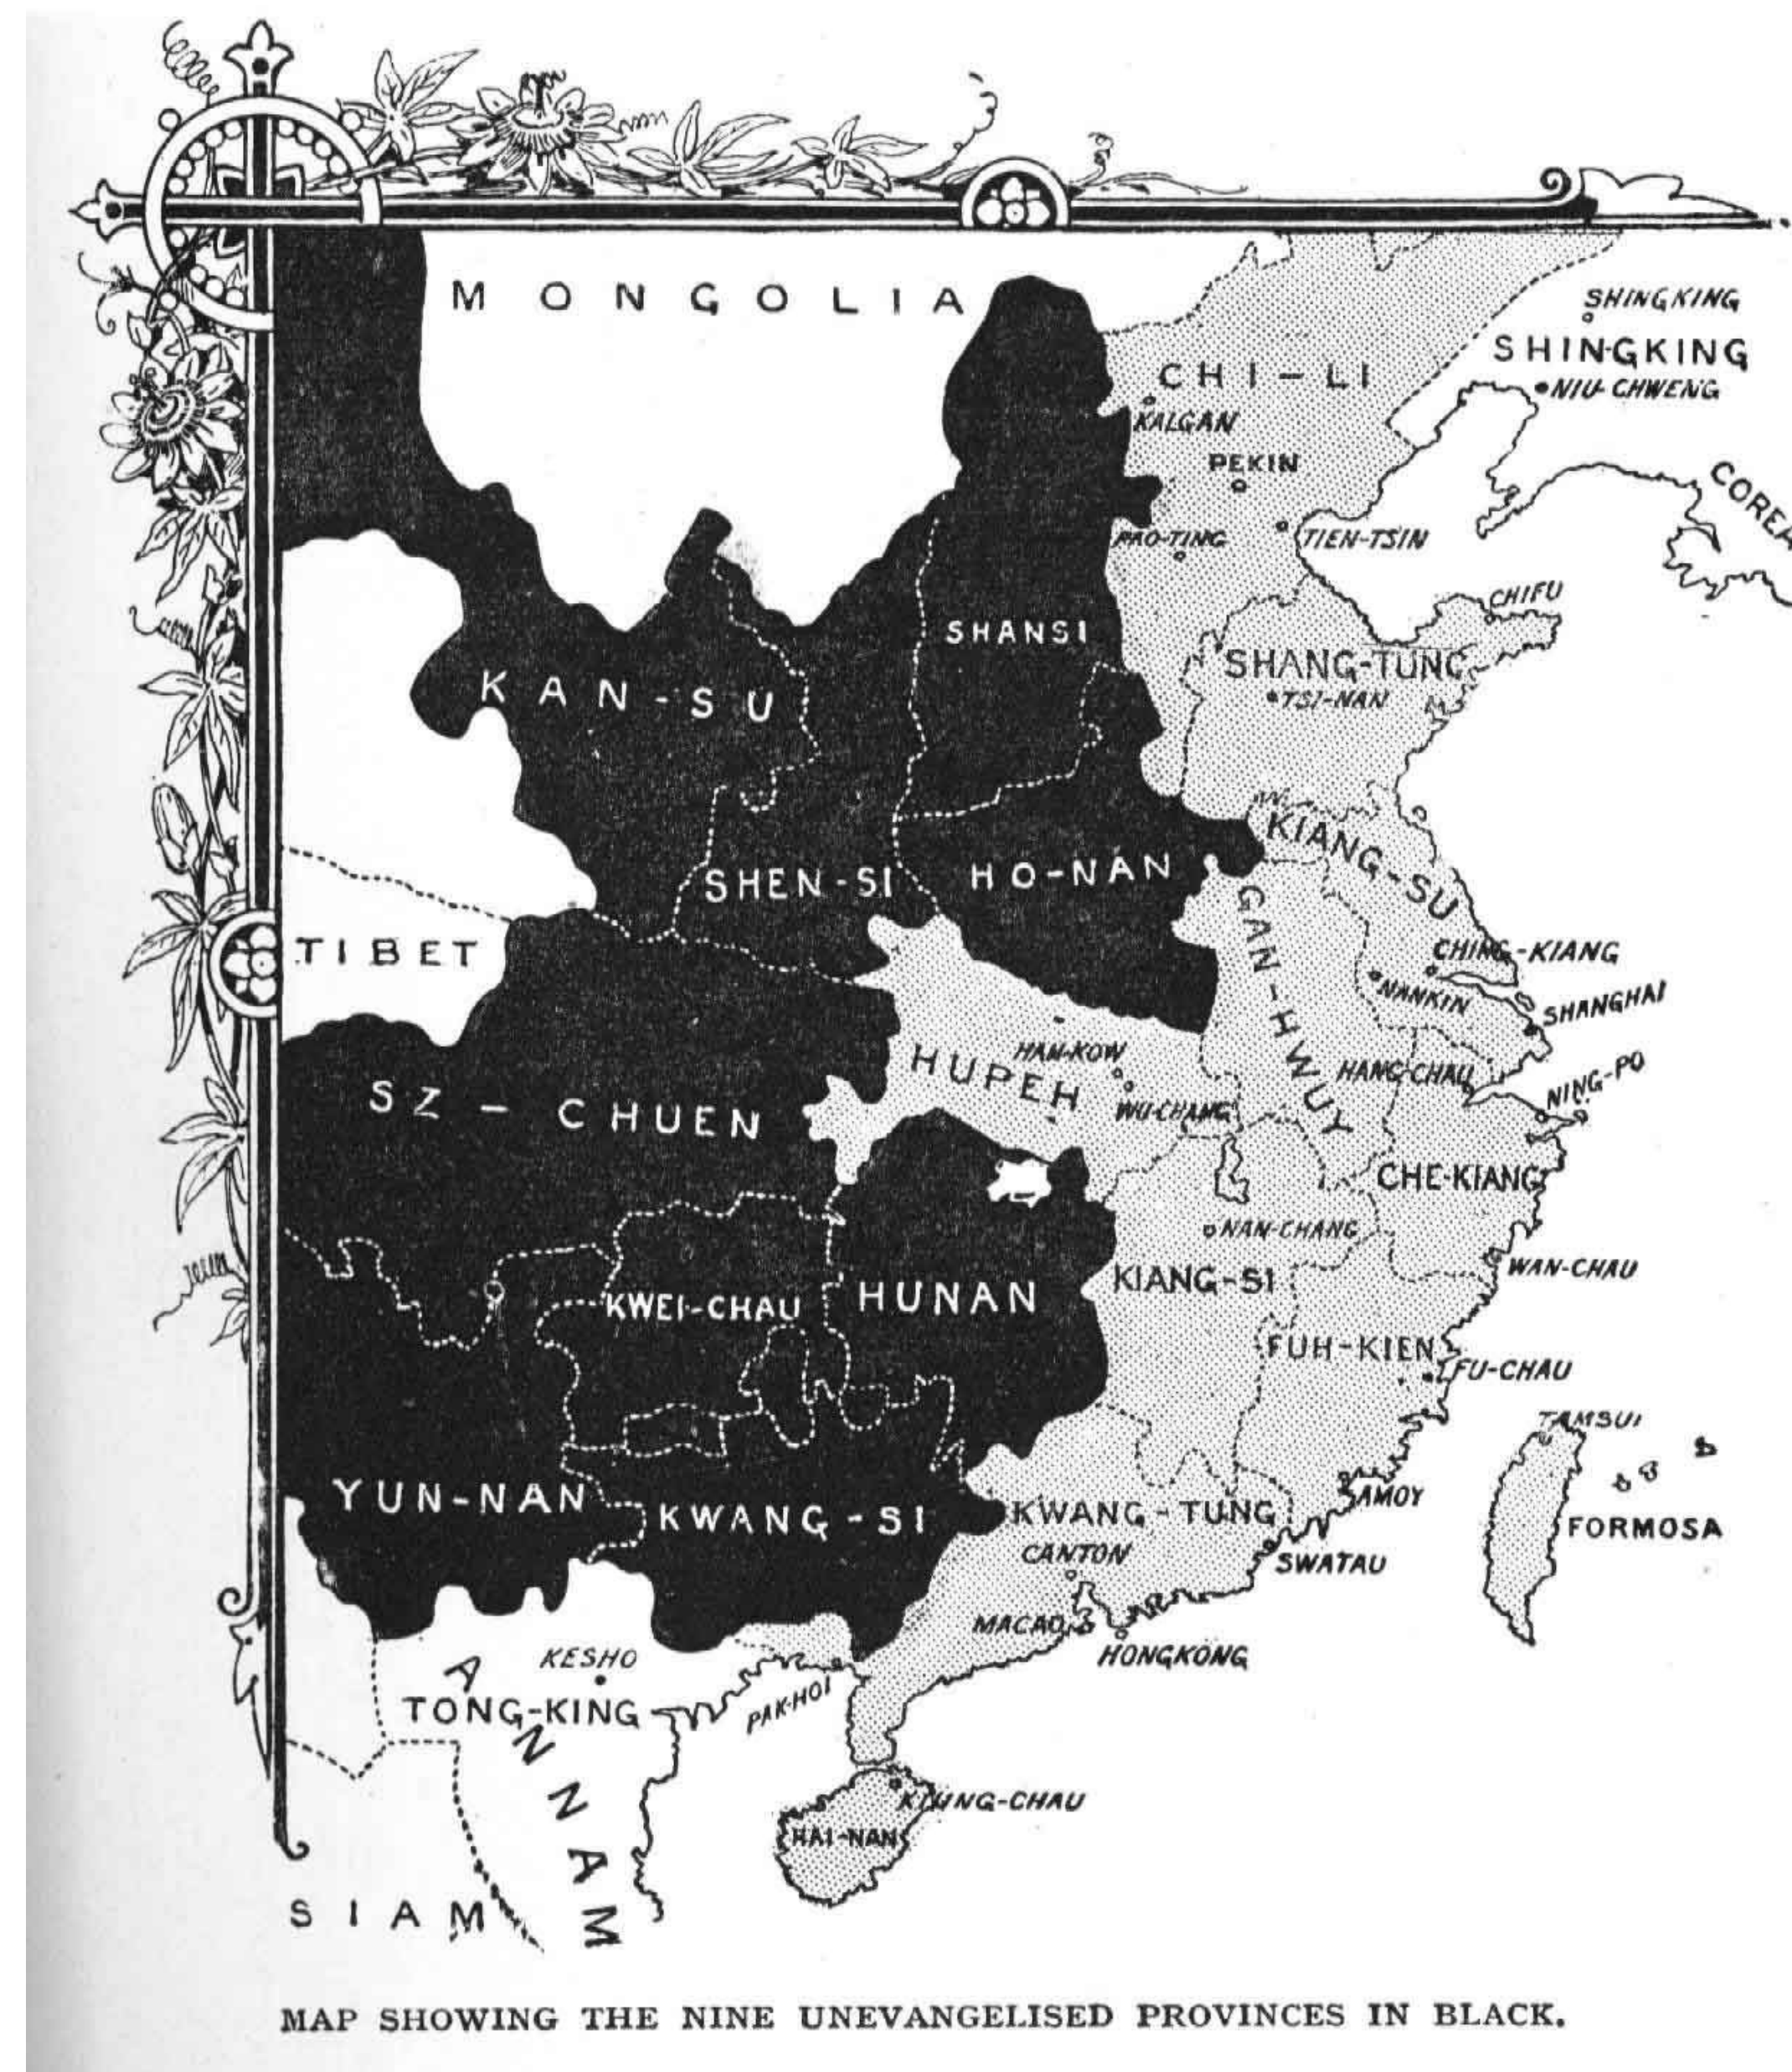 MONGOLIA
SHINGKING
SHINGKING
CHI-LI
NIU-CHWENG
KALGAN
PEKIN
COREA
PAO-TING
TIEN-TSIN
CHIFU
SHANSI
SHANG-TUNG
KAN-SU
TSI-NAN
KIANG-SU
SHEN-SI
HO-NAN
GAN-HWUY
TIBET
CHING-KIANG
NANKIN
SHANGHAI
HUPEH
HAN-KOW
HANG-CHAU
NING-PO
SZ-CHUEN
WU-CHANG
CHE-KIANG
NAN-CHANG
WAN-CHAU
KWEI-CHAU
HUNAN
KIANG-SI
FUH-KIEN
FU-CHAU
TAMSUI
YUN-NAN
KWANG-SI
KWANG-TUNG
AMOY
FORMOSA
CANTON
SWATAU
MACAO
HONGKONG
KESHO
TONG-KING
PAK-HOI
ANNAM
KIUNG-CHAU
HAI-NAN
SIAM
MAP SHOWING THE NINE UNEVANGELISED PROVINCES IN BLACK.